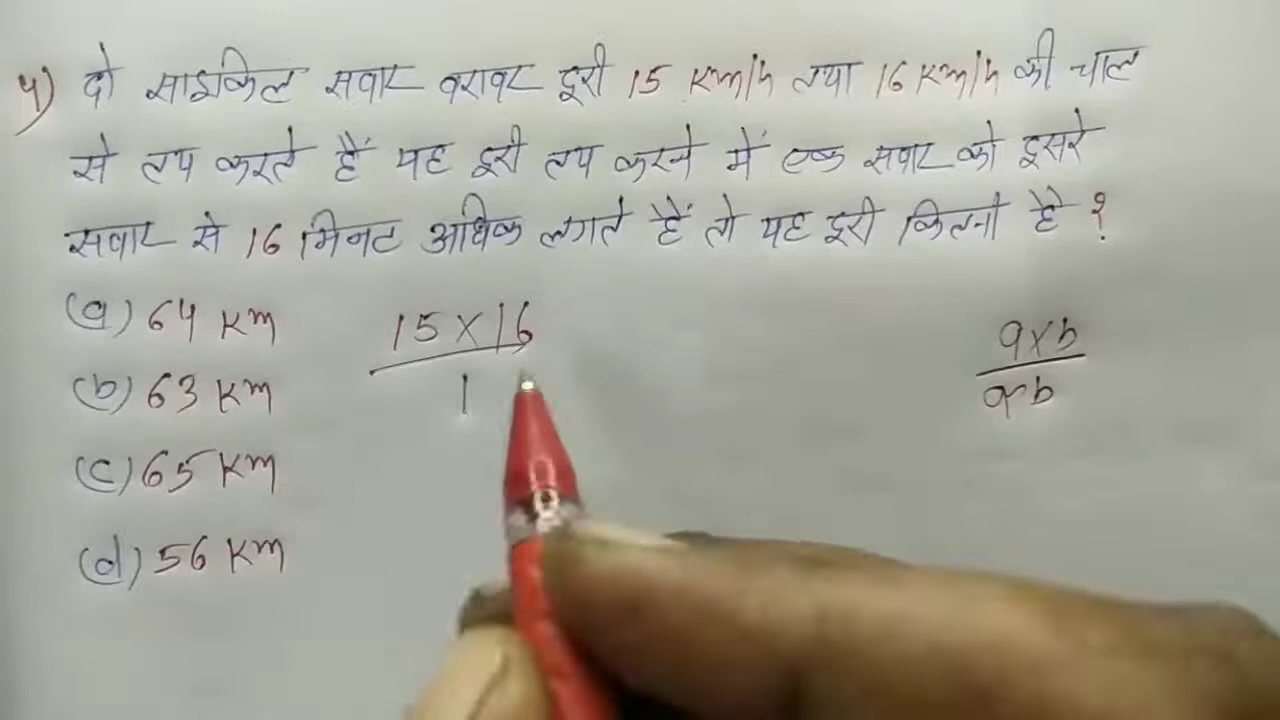 4) दो साइकिल सवार बराबर दूरी 15 Km/h तथा 16 Km/h की चाल
से तय करते हैं यह दूरी तय करने में एक सवार को दूसरे
सवार से 16 मिनट अधिक लगते हैं तो यह दूरी कितनी है ?
(a) 64 Km
(b) 63 Km
(c) 65 Km
(d) 56 Km
15 × 16
1
a×b